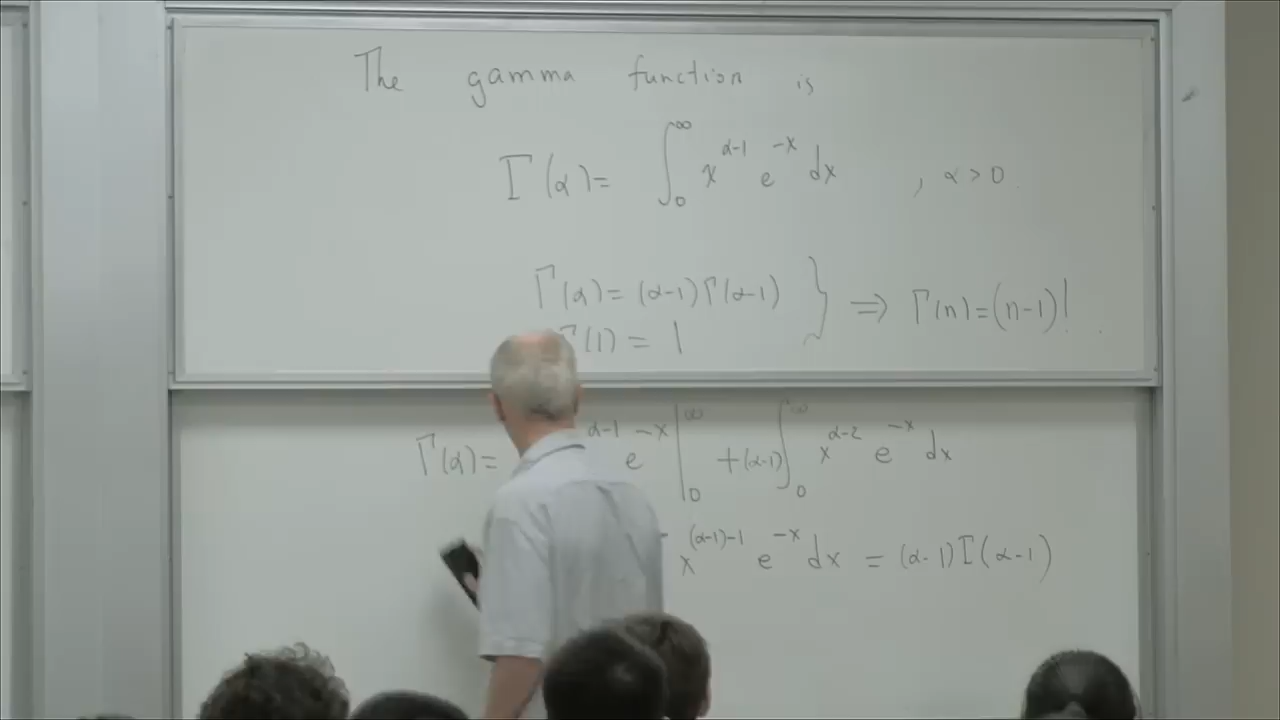 The gamma function is
Γ(α) = ∫₀^∞ x^{α-1} e^{-x} dx , α > 0
Γ(α) = (α-1)Γ(α-1) } ⇒ Γ(n) = (n-1)!
Γ(1) = 1
Γ(α) = ^{α-1} e^{-x} |₀^∞ + (α-1) ∫₀^∞ x^{α-2} e^{-x} dx
x^{(α-1)-1} e^{-x} dx = (α-1) Γ(α-1)